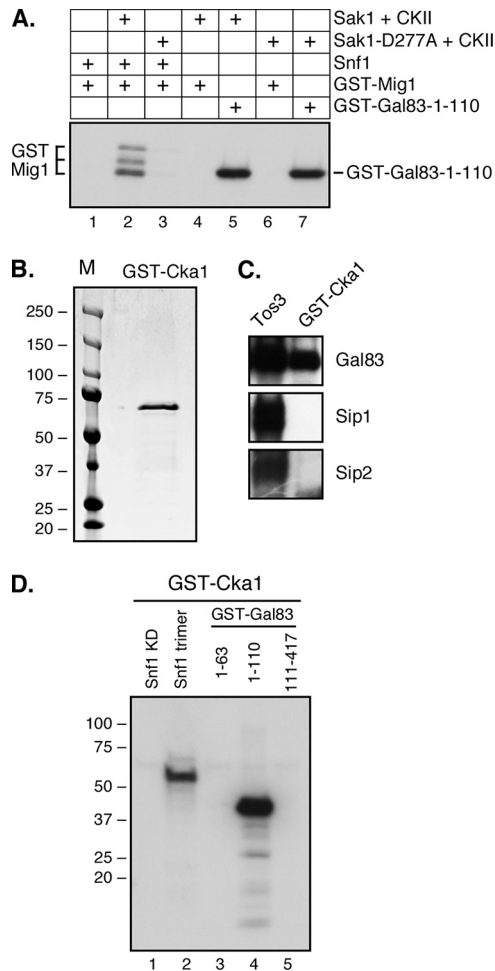 A.
+ + + Sak1 + CKII
+ + + Sak1-D277A + CKII
+ + + Snf1
+ + + + + GST-Mig1
+ + GST-Gal83-1-110
GST
Mig1
GST-Gal83-1-110
1 2 3 4 5 6 7
B.
M GST-Cka1
250
150
100
75
50
37
25
20
C.
Tos3 GST-Cka1
Gal83
Sip1
Sip2
D.
GST-Cka1
GST-Gal83
Snf1 KD
Snf1 trimer
1-63
1-110
111-417
100
75
50
37
25
20
1 2 3 4 5